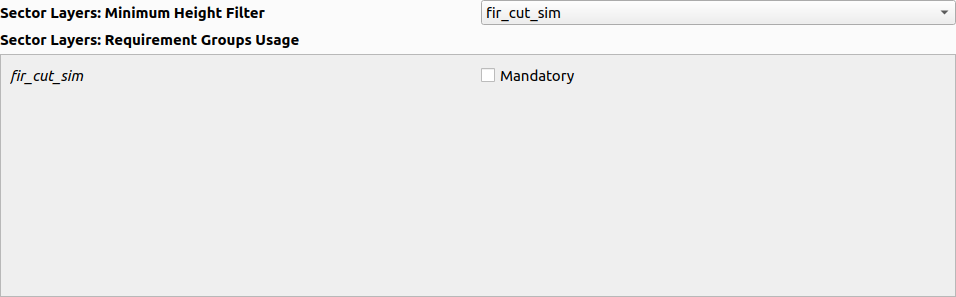 Sector Layers: Minimum Height Filter fir_cut_sim
Sector Layers: Requirement Groups Usage
fir_cut_sim Mandatory